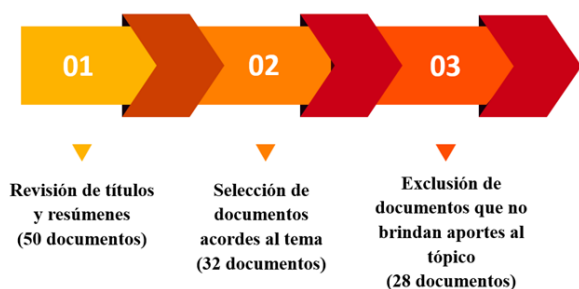 01
02
03
Revisión de títulos
y resúmenes
(50 documentos)
Selección de
documentos
acordes al tema
(32 documentos)
Exclusión de
documentos que no
brindan aportes al
tópico
(28 documentos)